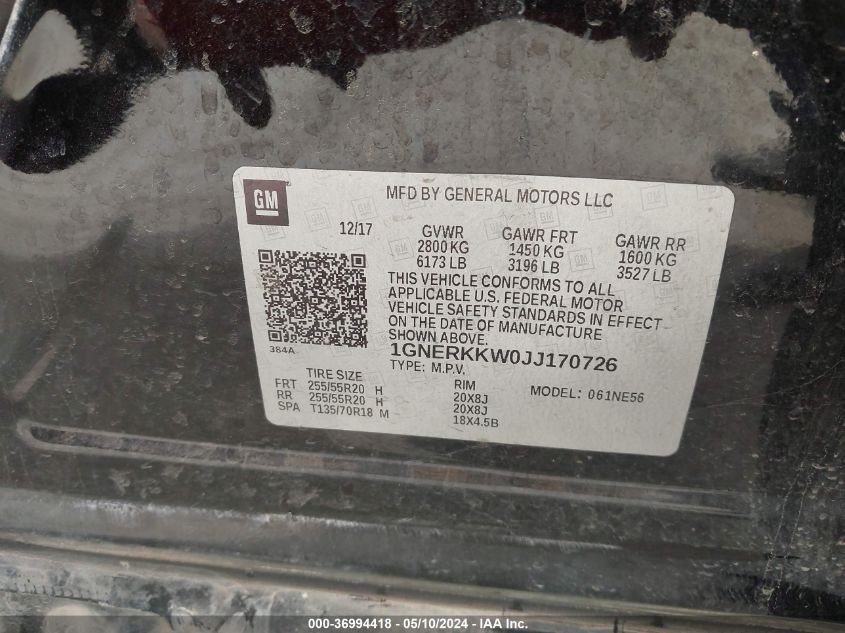 GM
MFD BY GENERAL MOTORS LLC
12/17
GVWR GAWR FRT GAWR RR
2800 KG 1450 KG 1600 KG
6173 LB 3196 LB 3527 LB
THIS VEHICLE CONFORMS TO ALL
APPLICABLE U.S. FEDERAL MOTOR
VEHICLE SAFETY STANDARDS IN EFFECT
ON THE DATE OF MANUFACTURE
SHOWN ABOVE.
384A
1GNERKKW0JJ170726
TYPE: M.P.V.
TIRE SIZE RIM MODEL: 061NE56
FRT 255/55R20 H 20X8J
RR 255/55R20 H 20X8J
SPA T135/70R18 M 18X4.5B
000-36994418 - 05/10/2024 - IAA Inc.